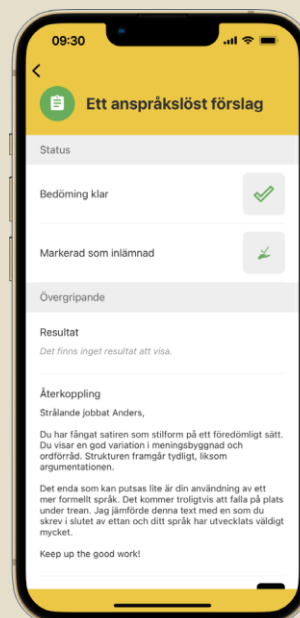 09:30
Ett anspråkslöst förslag
Status
Bedöming klar
Markerad som inlämnad
Övergripande
Resultat
Det finns inget resultat att visa.
Återkoppling
Strålande jobbat Anders,
Du har fångat satiren som stilform på ett föredömligt sätt.
Du visar en god variation i meningsbyggnad och
ordförråd. Strukturen framgår tydligt, liksom
argumentationen.
Det enda som kan putsas lite är din användning av ett
mer formellt språk. Det kommer troligtvis att falla på plats
under trean. Jag jämförde denna text med en som du
skrev i slutet av ettan och ditt språk har utvecklats väldigt
mycket.
Keep up the good work!